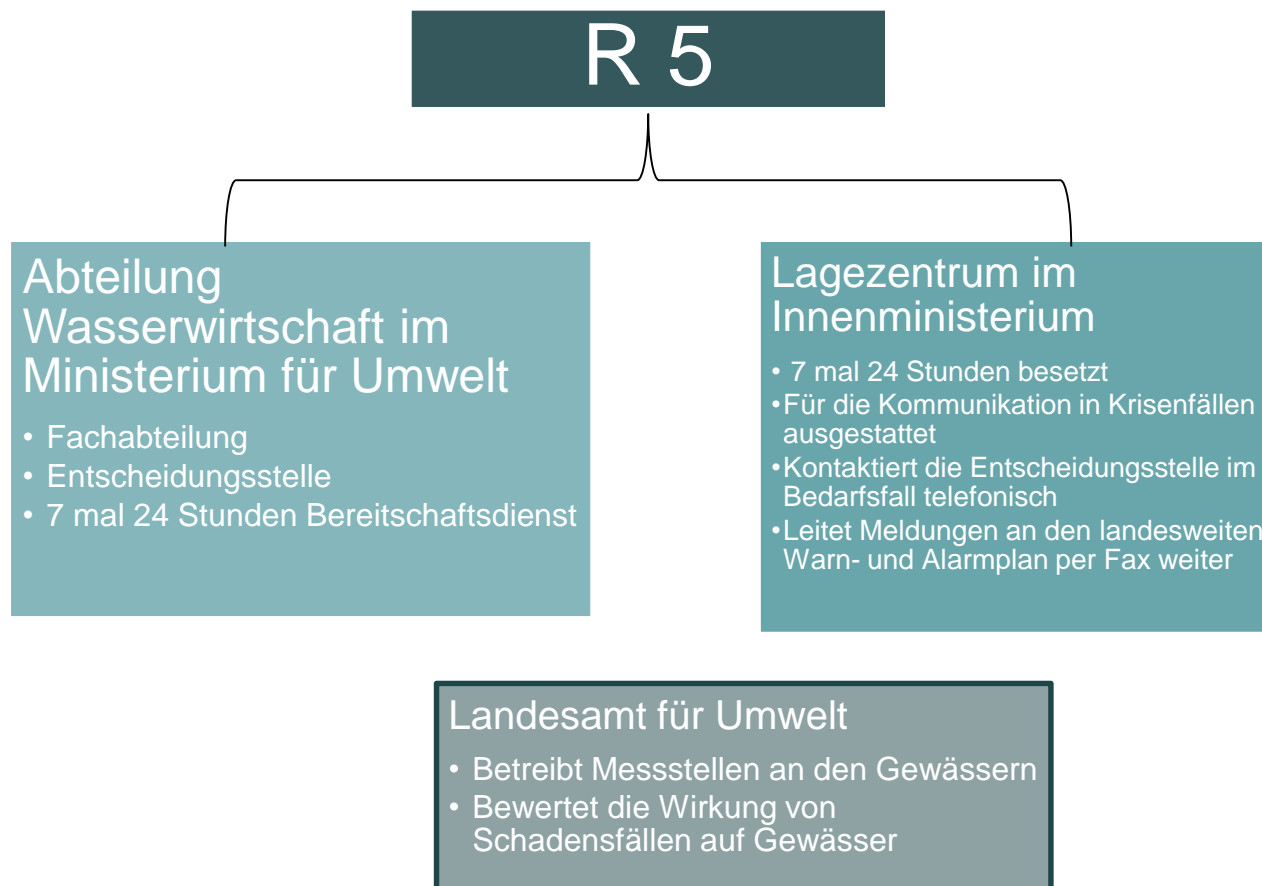 R 5
Abteilung
Wasserwirtschaft im
Ministerium für Umwelt
• Fachabteilung
• Entscheidungsstelle
• 7 mal 24 Stunden Bereitschaftsdienst
Lagezentrum im
Innenministerium
• 7 mal 24 Stunden besetzt
• Für die Kommunikation in Krisenfällen
ausgestattet
• Kontaktiert die Entscheidungsstelle im
Bedarfsfall telefonisch
• Leitet Meldungen an den landesweiten
Warn- und Alarmplan per Fax weiter
Landesamt für Umwelt
• Betreibt Messstellen an den Gewässern
• Bewertet die Wirkung von
Schadensfällen auf Gewässer